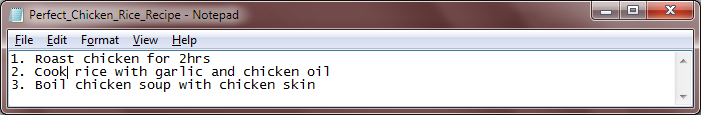 Perfect_Chicken_Rice_Recipe - Notepad
File Edit Format View Help
1. Roast chicken for 2hrs
2. Cook rice with garlic and chicken oil
3. Boil chicken soup with chicken skin